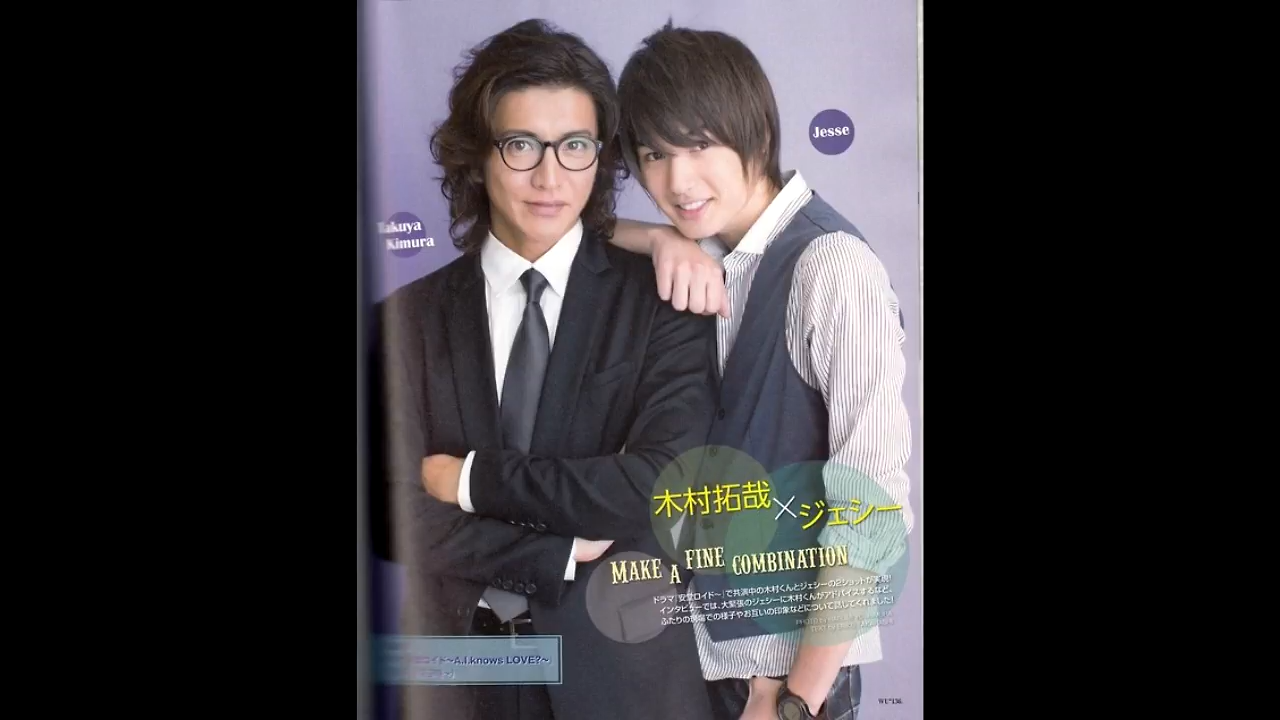 Jesse
Takuya
Kimura
木村拓哉×ジェシー
MAKE A FINE COMBINATION
ドラマ『安堂ロイド〜』で共演中の木村くんとジェシーの2ショットが実現!
インタビューでは、大緊張のジェシーに木村くんがアドバイスするなど、
ふたりの現場での様子やお互いの印象などについて話してくれました!
ロイド〜A.I.knows LOVE?〜』
WU*136.